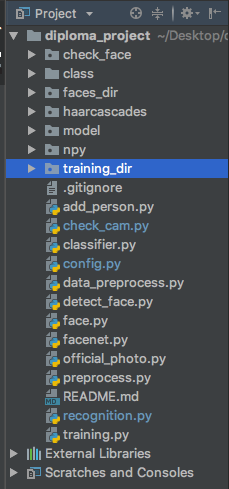 Project
diploma_project ~/Desktop/
check_face
class
faces_dir
haarcascades
model
npy
training_dir
.gitignore
add_person.py
check_cam.py
classifier.py
config.py
data_preprocess.py
detect_face.py
face.py
facenet.py
official_photo.py
preprocess.py
MD README.md
recognition.py
training.py
External Libraries
Scratches and Consoles